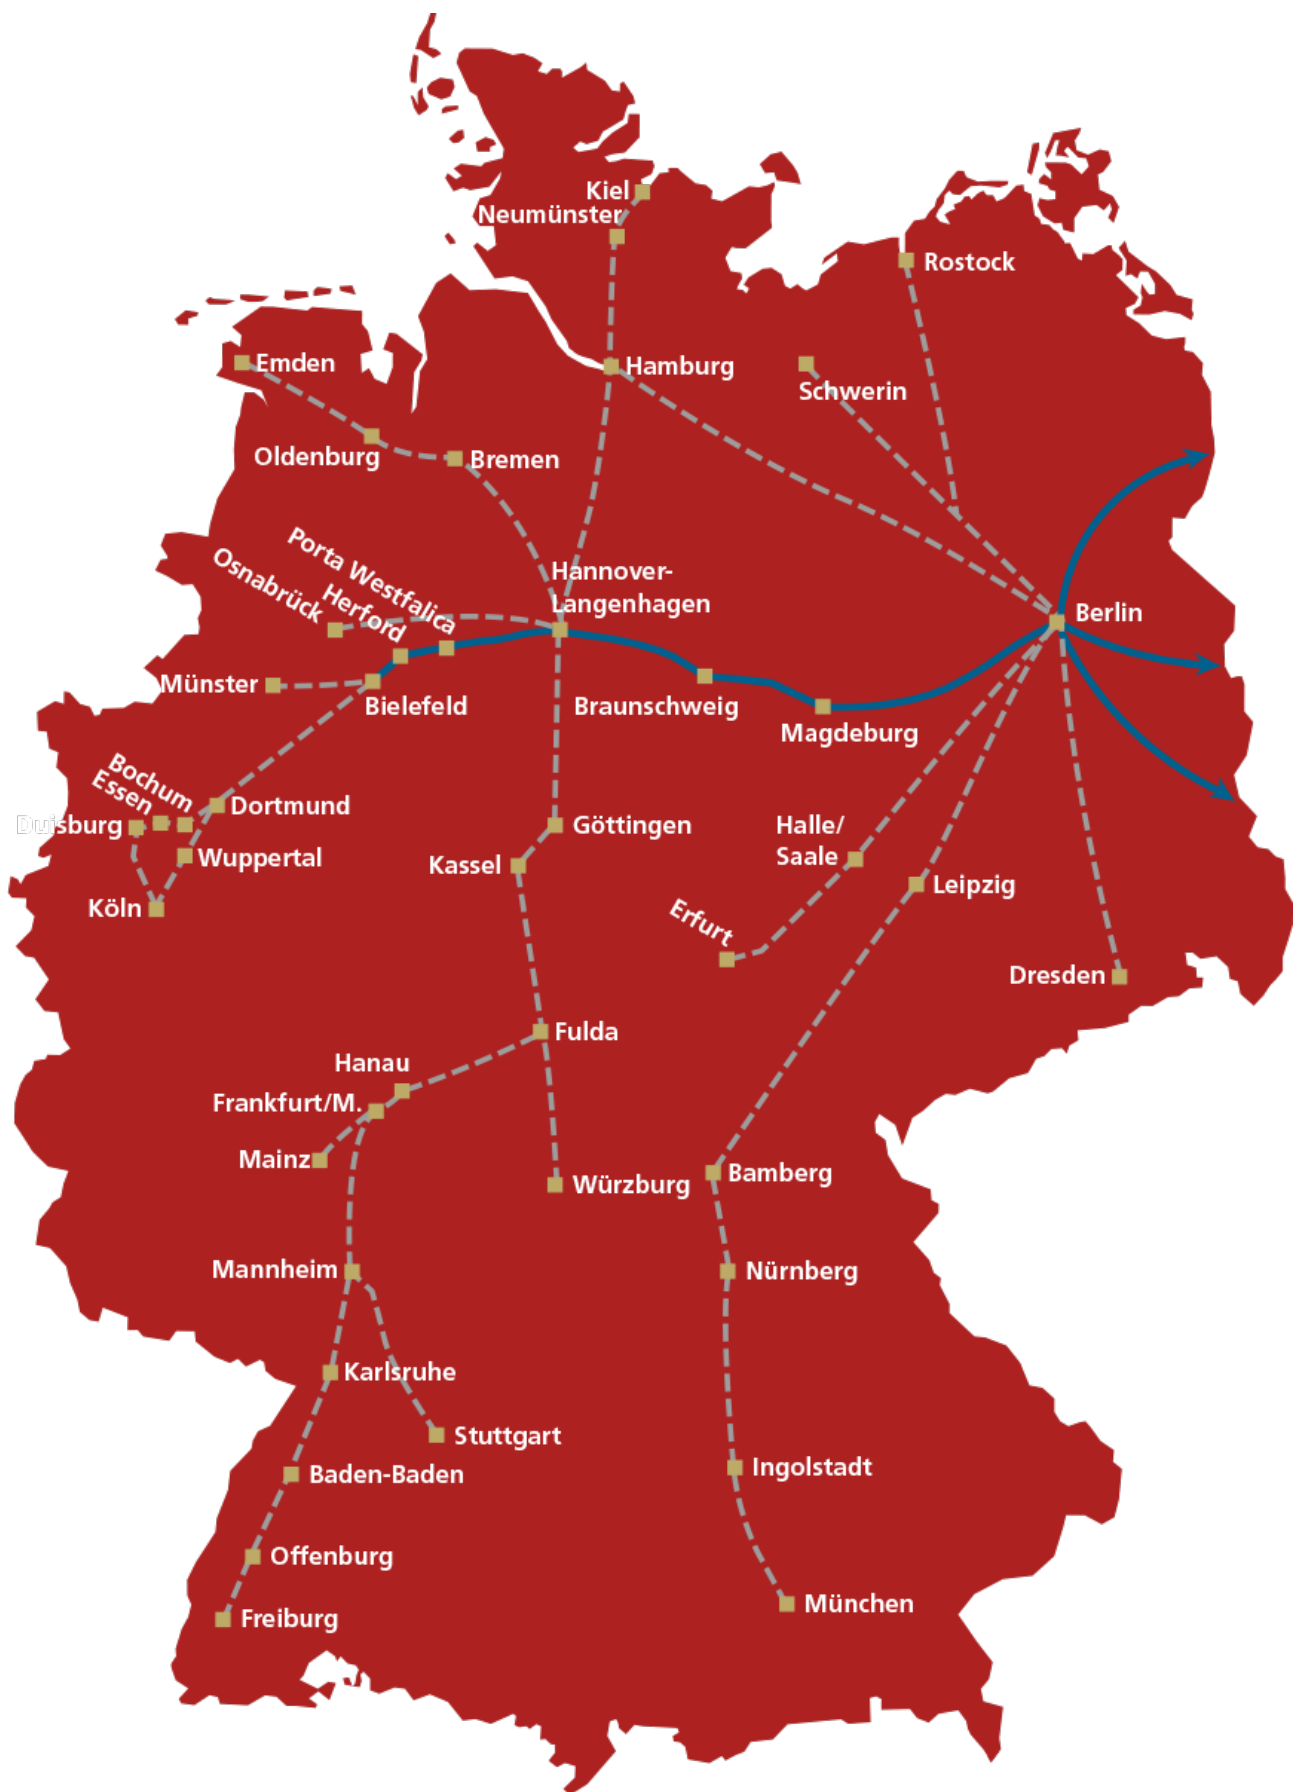 Kiel
Neumünster
Rostock
Emden
Hamburg
Schwerin
Oldenburg
Bremen
Porta Westfalica
Osnabrück
Herford
Hannover-
Langenhagen
Berlin
Münster
Bielefeld
Braunschweig
Magdeburg
Bochum
Essen
Dortmund
Duisburg
Göttingen
Halle/
Saale
Wuppertal
Kassel
Leipzig
Köln
Erfurt
Dresden
Fulda
Hanau
Frankfurt/M.
Mainz
Bamberg
Würzburg
Mannheim
Nürnberg
Karlsruhe
Stuttgart
Ingolstadt
Baden-Baden
Offenburg
München
Freiburg